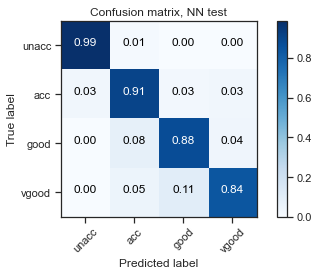 Confusion matrix, NN test
True label
unacc 0.99 0.01 0.00 0.00
acc 0.03 0.91 0.03 0.03
good 0.00 0.08 0.88 0.04
vgood 0.00 0.05 0.11 0.84
unacc acc good vgood
Predicted label
0.8
0.6
0.4
0.2
0.0